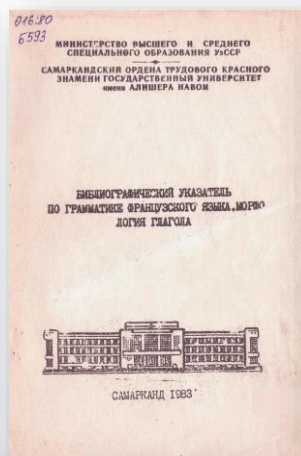 016:80
Б593
МИНИСТЕРСТВО ВЫСШЕГО И СРЕДНЕГО
СПЕЦИАЛЬНОГО ОБРАЗОВАНИЯ УзССР
САМАРКАНДСКИЙ ОРДЕНА ТРУДОВОГО КРАСНОГО
ЗНАМЕНИ ГОСУДАРСТВЕННЫЙ УНИВЕРСИТЕТ
имени АЛИШЕРА НАВОИ
БИБЛИОГРАФИЧЕСКИЙ УКАЗАТЕЛЬ
ПО ГРАММАТИКЕ ФРАНЦУЗСКОГО ЯЗЫКА.МОРФО
ЛОГИЯ ГЛАГОЛА
САМАРКАНД 1983